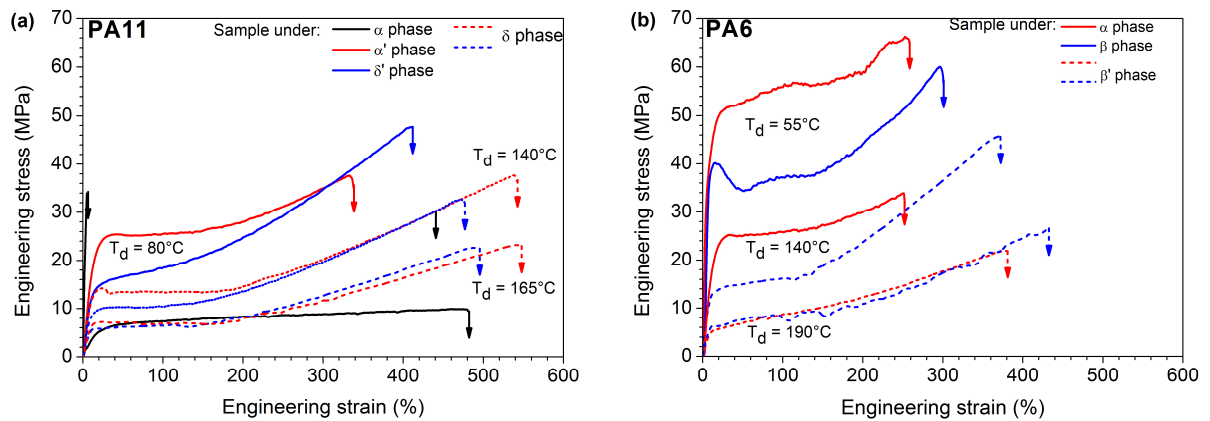 (a)
PA11
Sample under:
α phase
α' phase
δ' phase
δ phase
T_d = 80°C
T_d = 140°C
T_d = 165°C
Engineering stress (MPa)
70
60
50
40
30
20
10
0
0 100 200 300 400 500 600
Engineering strain (%)
(b)
PA6
Sample under:
α phase
β phase
β' phase
T_d = 55°C
T_d = 140°C
T_d = 190°C
Engineering stress (MPa)
70
60
50
40
30
20
10
0
0 100 200 300 400 500 600
Engineering strain (%)